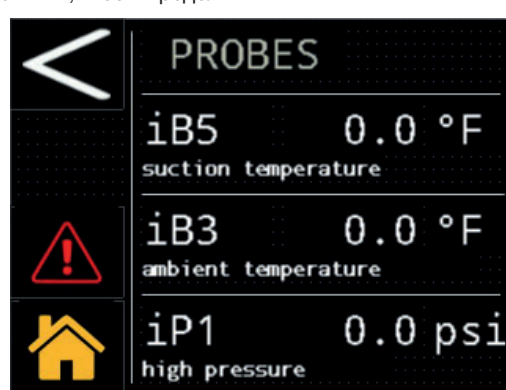 PROBES
iB5 0.0 °F
suction temperature
iB3 0.0 °F
ambient temperature
iP1 0.0 psi
high pressure